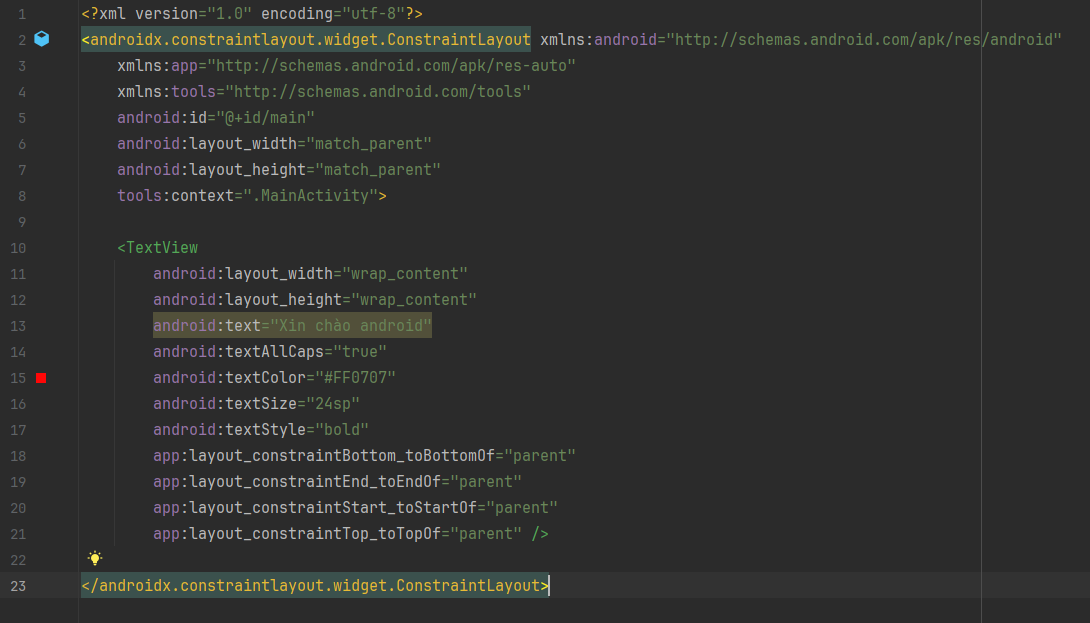 1 <?xml version="1.0" encoding="utf-8"?>
2 <androidx.constraintlayout.widget.ConstraintLayout xmlns:android="http://schemas.android.com/apk/res/android"
3     xmlns:app="http://schemas.android.com/apk/res-auto"
4     xmlns:tools="http://schemas.android.com/tools"
5     android:id="@+id/main"
6     android:layout_width="match_parent"
7     android:layout_height="match_parent"
8     tools:context=".MainActivity">
9
10     <TextView
11         android:layout_width="wrap_content"
12         android:layout_height="wrap_content"
13         android:text="Xin chào android"
14         android:textAllCaps="true"
15         android:textColor="#FF0707"
16         android:textSize="24sp"
17         android:textStyle="bold"
18         app:layout_constraintBottom_toBottomOf="parent"
19         app:layout_constraintEnd_toEndOf="parent"
20         app:layout_constraintStart_toStartOf="parent"
21         app:layout_constraintTop_toTopOf="parent" />
22
23 </androidx.constraintlayout.widget.ConstraintLayout>